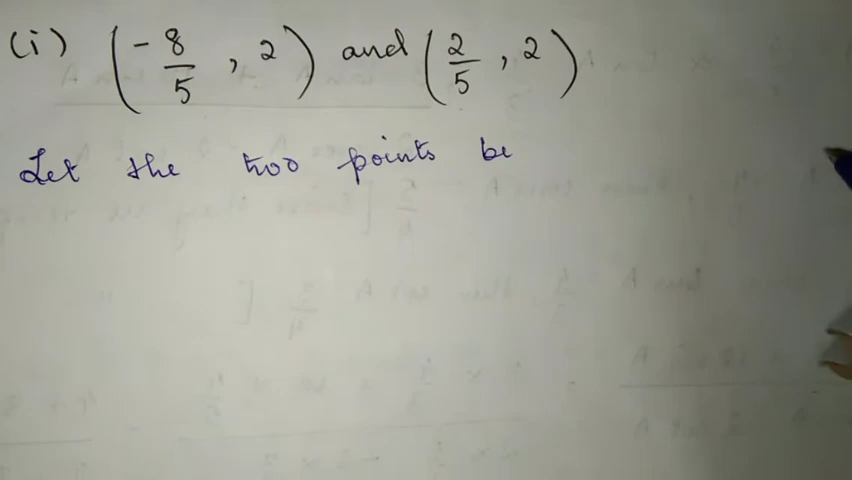 (i) (-8/5, 2) and (2/5, 2)
Let the two points be